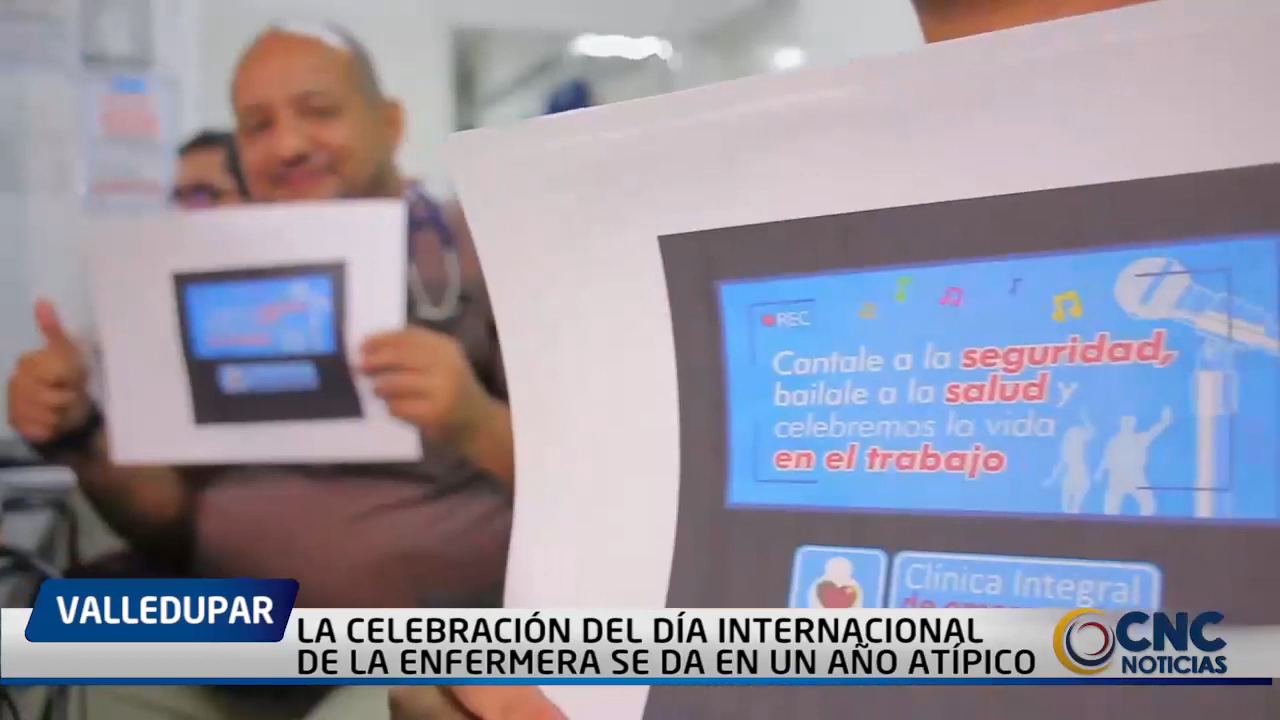 REC
Cantale a la seguridad,
bailale a la salud y
celebremos la vida
en el trabajo
Clínica Integral
VALLEDUPAR
LA CELEBRACIÓN DEL DÍA INTERNACIONAL
DE LA ENFERMERA SE DA EN UN AÑO ATÍPICO
CNC
NOTICIAS